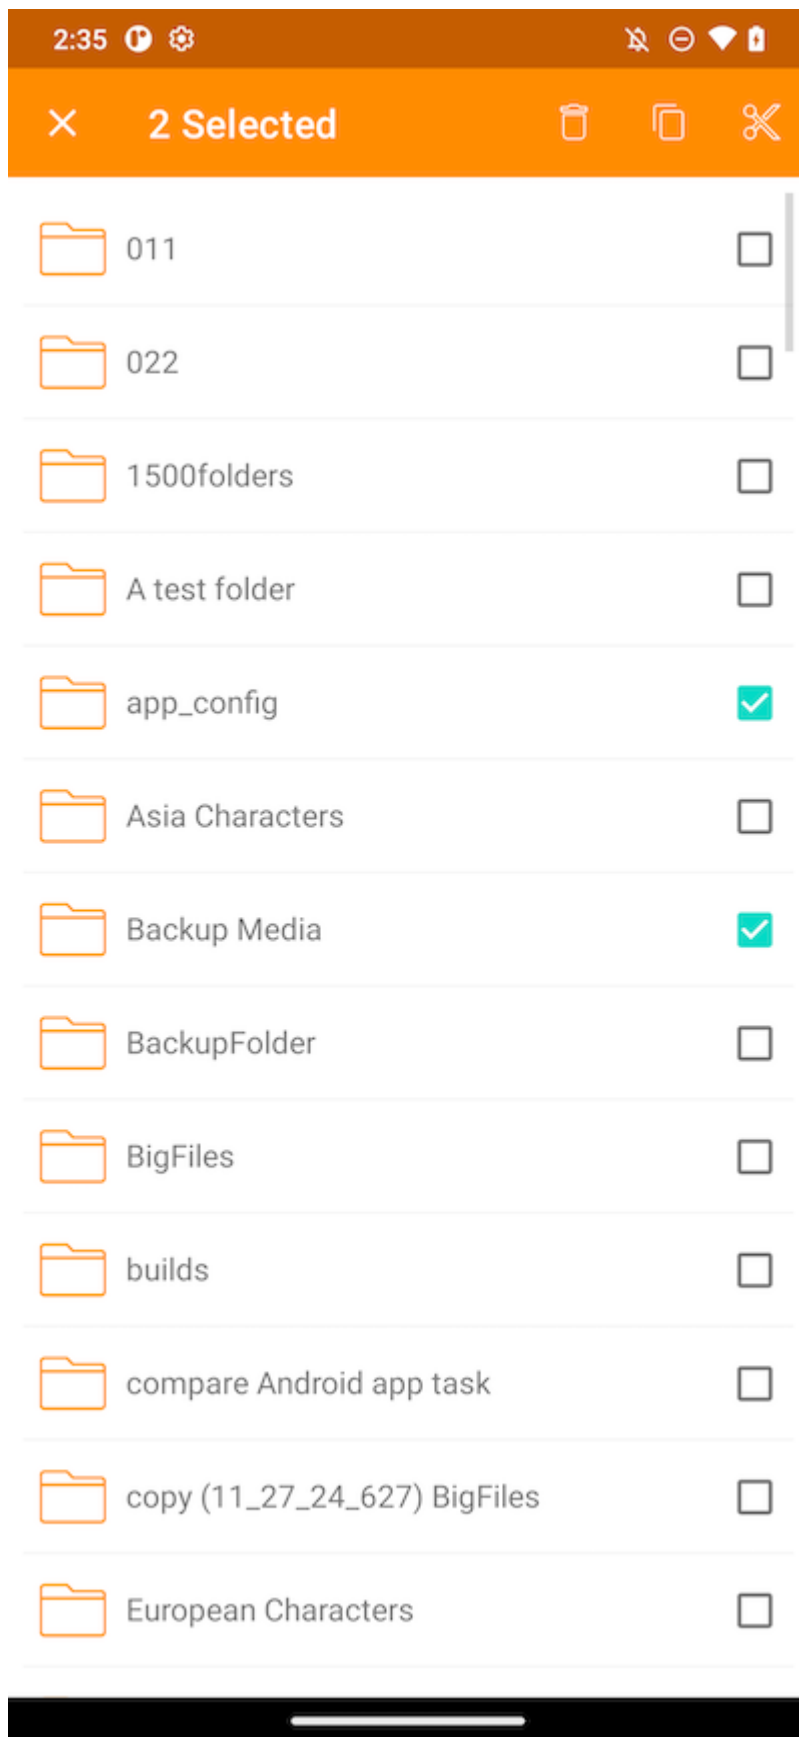 2:35
2 Selected
011
022
1500folders
A test folder
app_config
Asia Characters
Backup Media
BackupFolder
BigFiles
builds
compare Android app task
copy (11_27_24_627) BigFiles
European Characters